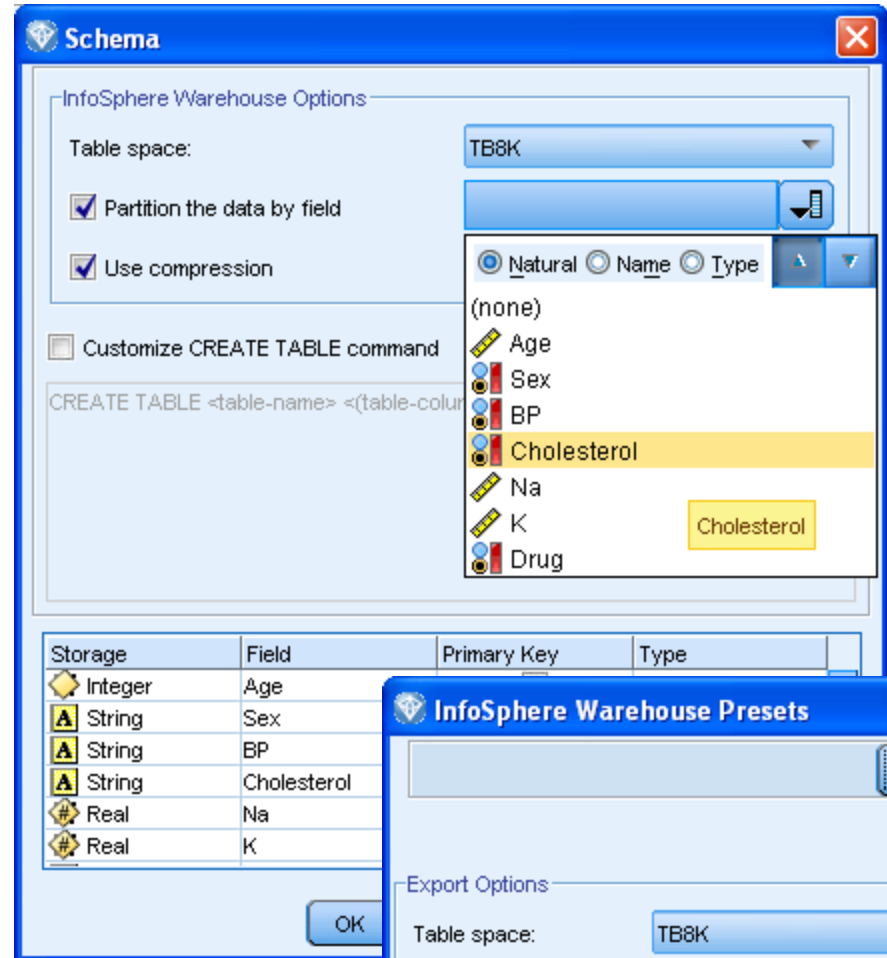 Schema
InfoSphere Warehouse Options
Table space: TB8K
Partition the data by field
Use compression
Natural Name Type
(none)
Age
Sex
BP
Cholesterol
Na
K
Cholesterol
Drug
Customize CREATE TABLE command
CREATE TABLE <table-name> <(table-colu
Storage Field Primary Key Type
Integer Age
A String Sex
A String BP
A String Cholesterol
# Real Na
# Real K
OK
InfoSphere Warehouse Presets
Export Options
Table space: TB8K